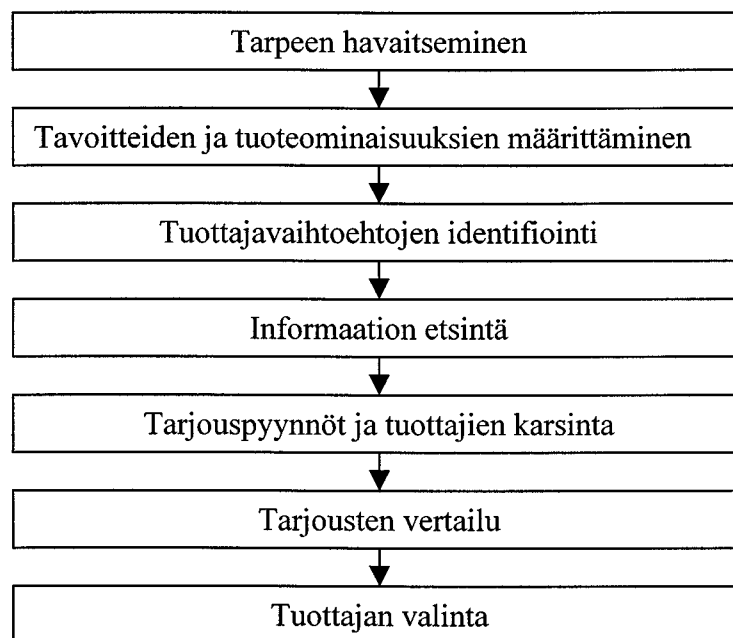 Tarpeen havaitseminen
Tavoitteiden ja tuoteominaisuuksien määrittäminen
Tuottajavaihtoehtojen identifiointi
Informaation etsintä
Tarjouspyynnöt ja tuottajien karsinta
Tarjousten vertailu
Tuottajan valinta